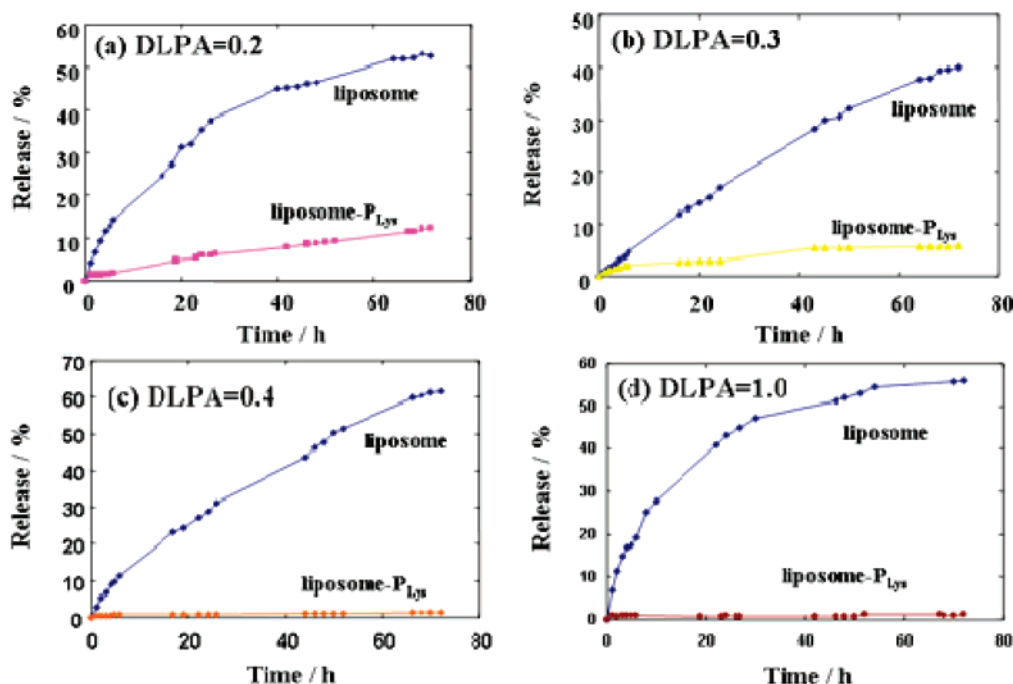 (a) DLPA=0.2
60
50
40
30
20
10
0
liposome
liposome-PLys
Release / %
0 20 40 60 80
Time / h
(b) DLPA=0.3
50
40
30
20
10
0
liposome
liposome-PLys
Release / %
0 20 40 60 80
Time / h
(c) DLPA=0.4
70
60
50
40
30
20
10
0
liposome
liposome-PLys
Release / %
0 20 40 60 80
Time / h
(d) DLPA=1.0
60
50
40
30
20
10
0
liposome
liposome-PLys
Release / %
0 20 40 60 80
Time / h